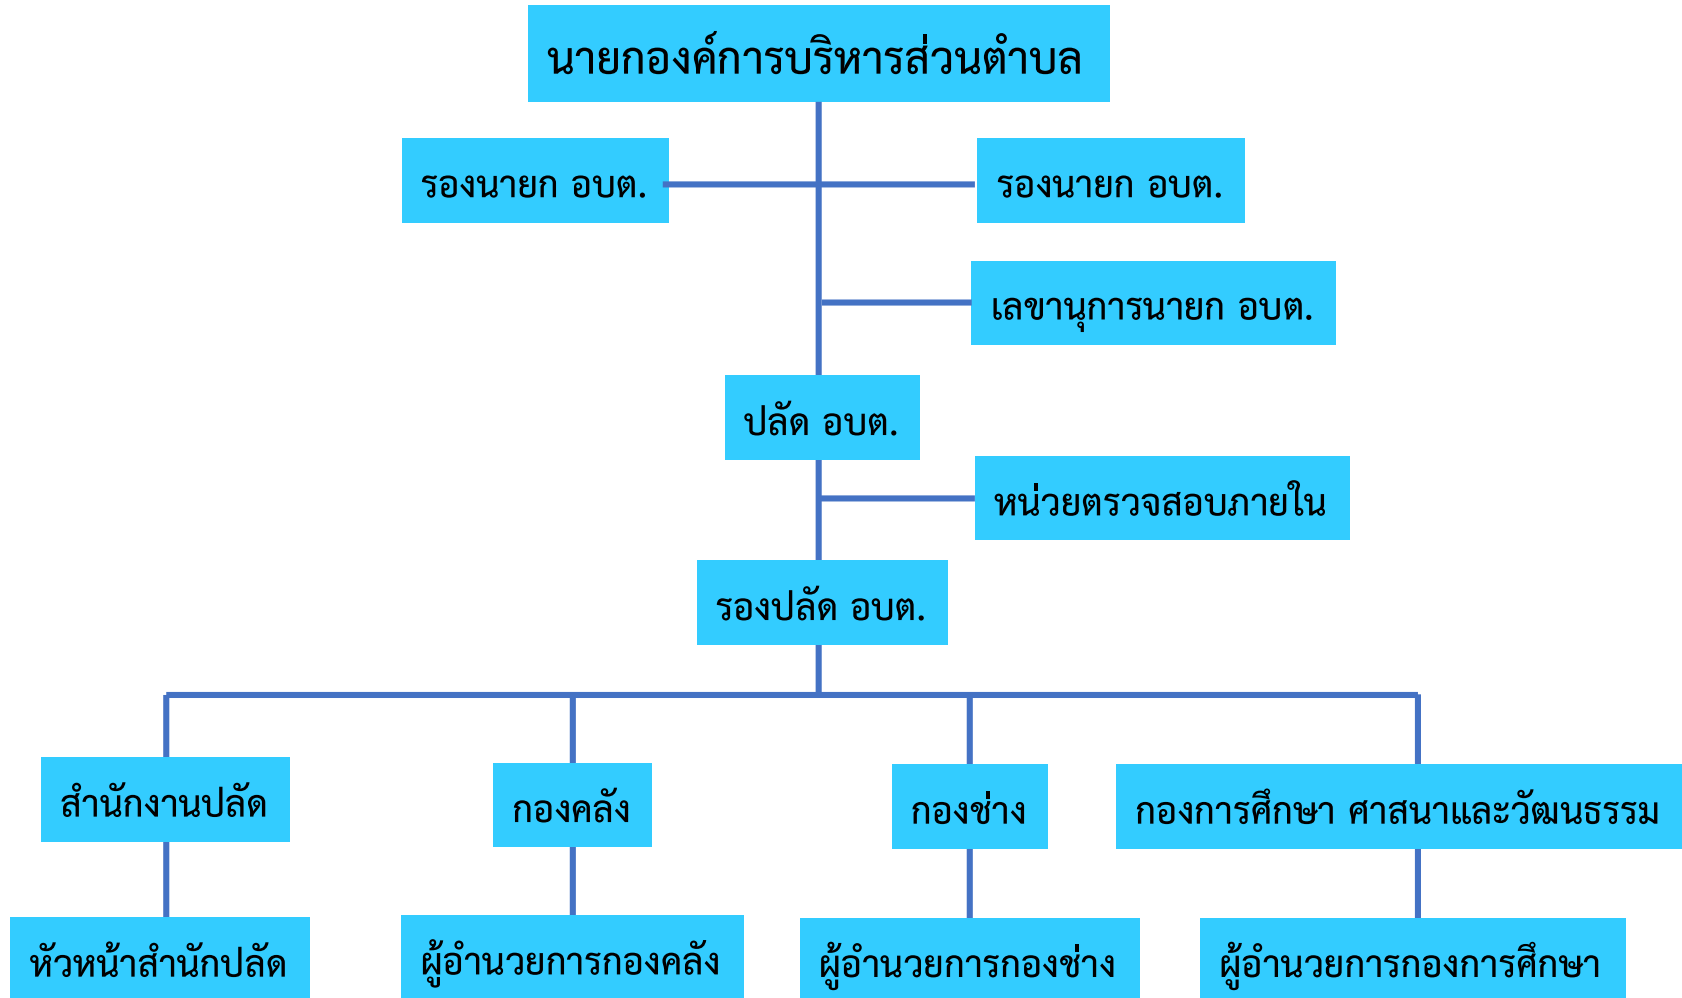 นายกองค์การบริหารส่วนตำบล
รองนายก อบต.
รองนายก อบต.
เลขานุการนายก อบต.
ปลัด อบต.
หน่วยตรวจสอบภายใน
รองปลัด อบต.
สำนักงานปลัด
กองคลัง
กองช่าง
กองการศึกษา ศาสนาและวัฒนธรรม
หัวหน้าสำนักปลัด
ผู้อำนวยการกองคลัง
ผู้อำนวยการกองช่าง
ผู้อำนวยการกองการศึกษา